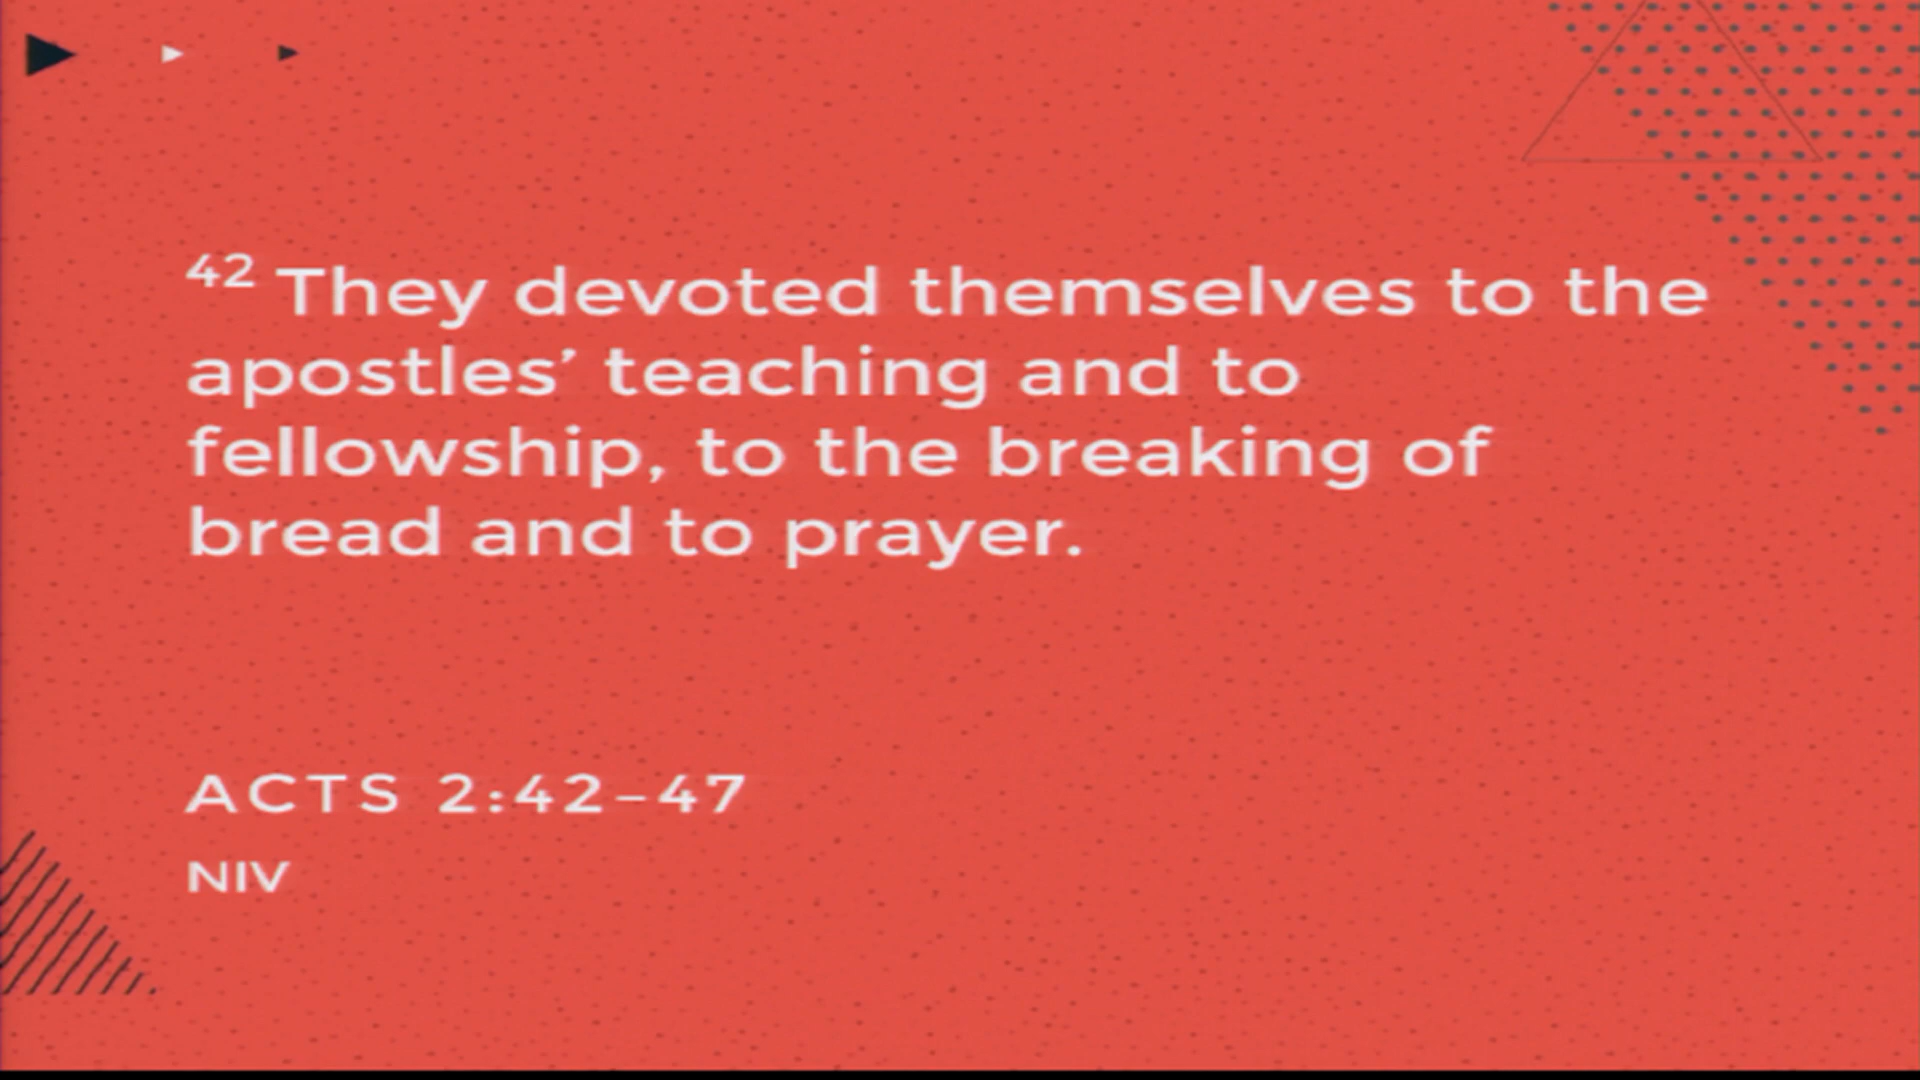 42 They devoted themselves to the
apostles’ teaching and to
fellowship, to the breaking of
bread and to prayer.
ACTS 2:42–47
NIV